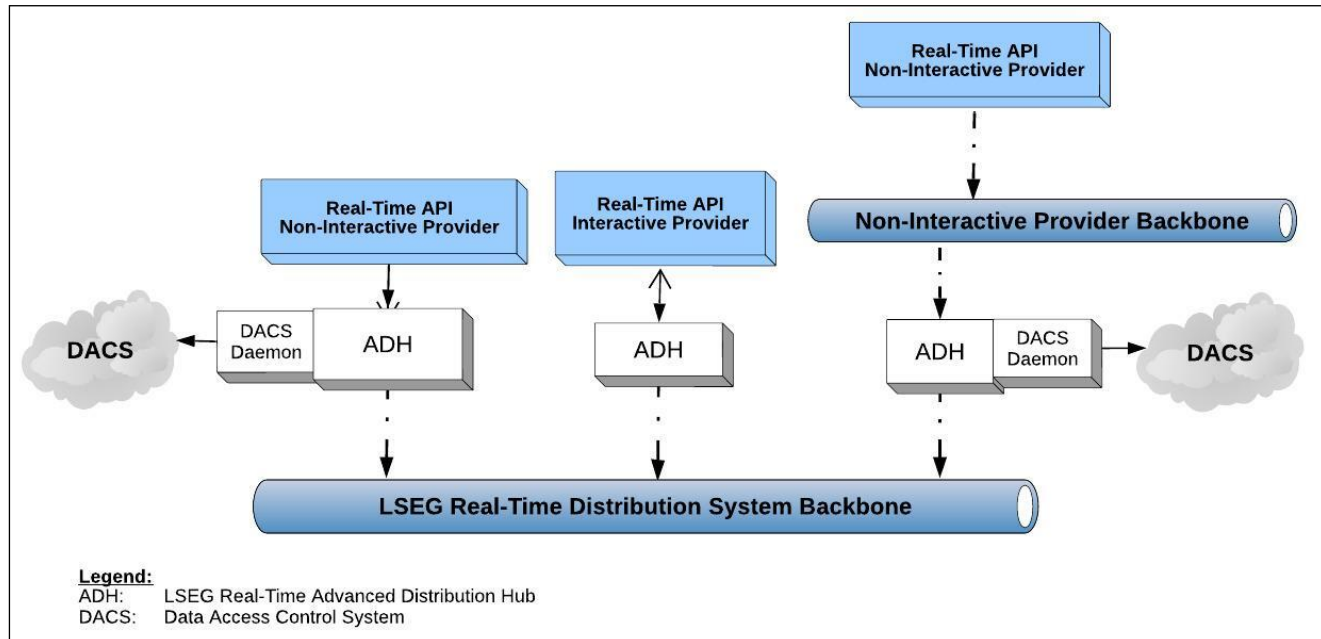 Real-Time API
Non-Interactive Provider
Real-Time API
Non-Interactive Provider
Real-Time API
Interactive Provider
Non-Interactive Provider Backbone
DACS
DACS
Daemon
ADH
ADH
ADH
DACS
Daemon
DACS
LSEG Real-Time Distribution System Backbone
Legend:
ADH: LSEG Real-Time Advanced Distribution Hub
DACS: Data Access Control System